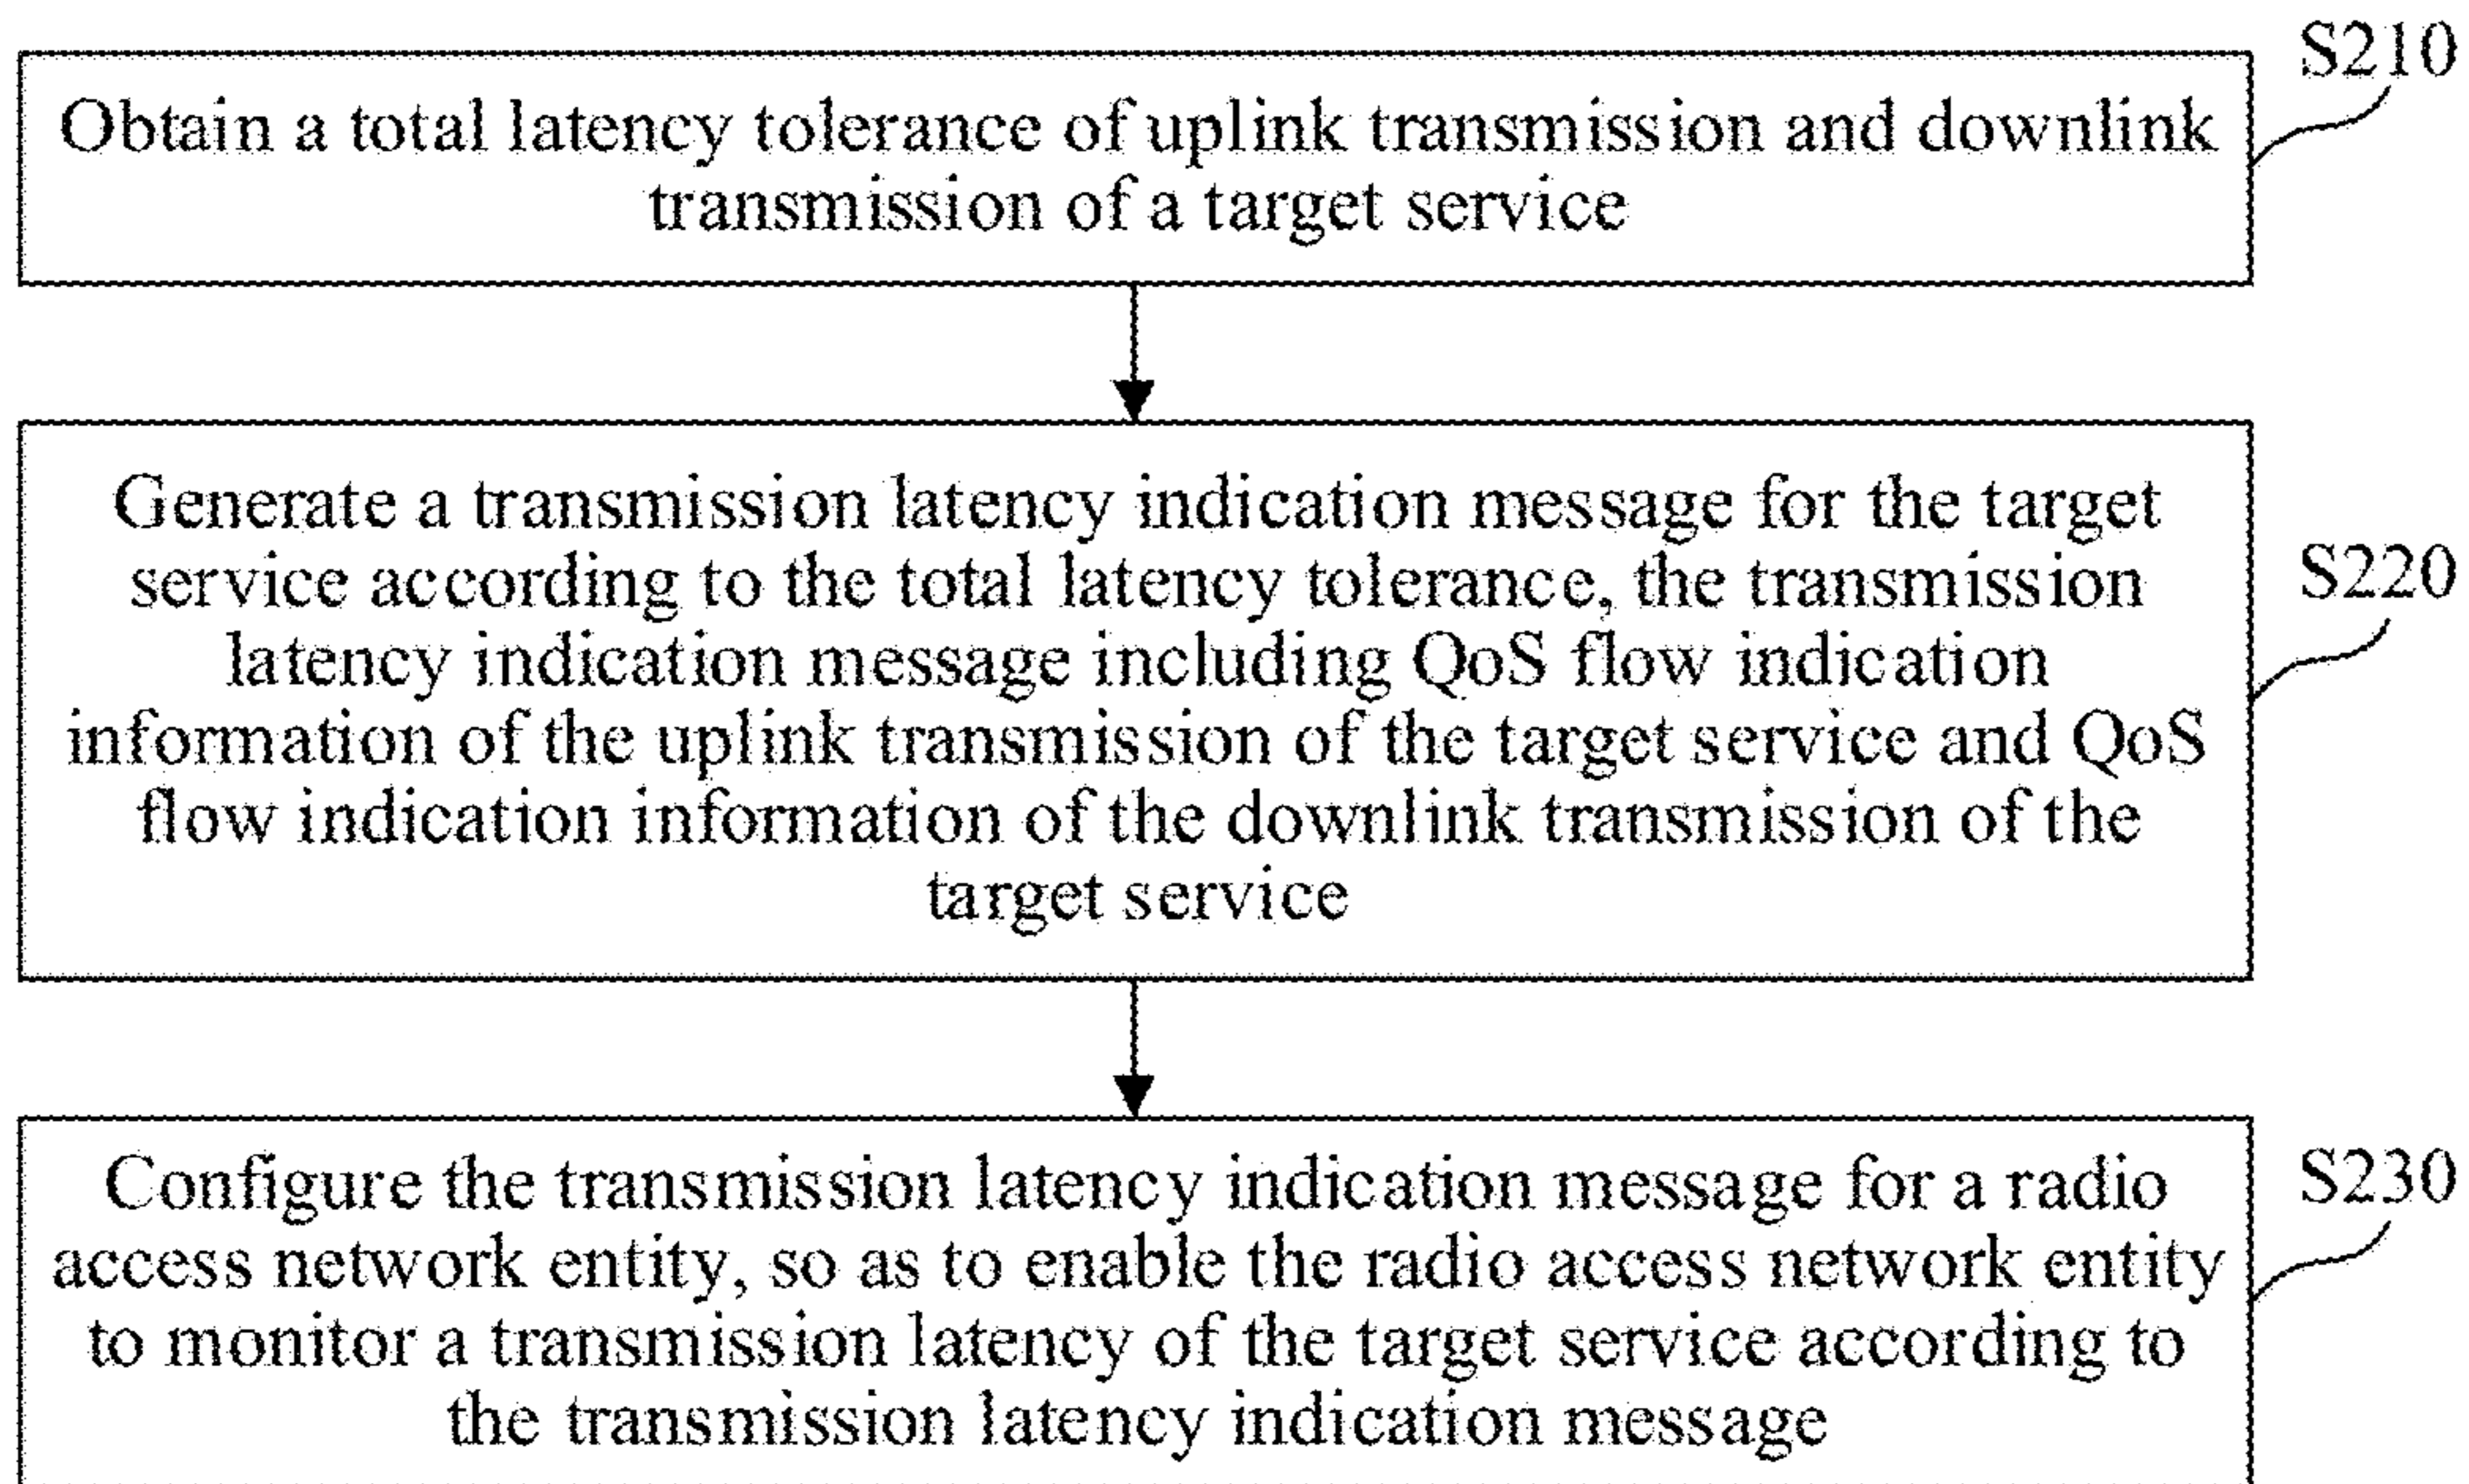 S210
Obtain a total latency tolerance of uplink transmission and downlink
transmission of a target service
Generate a transmission latency indication message for the target
service according to the total latency tolerance, the transmission
S220
latency indication message including QoS flow indication
information of the uplink transmission of the target service and QoS
flow indication information of the downlink transmission of the
target service
Configure the transmission latency indication message for a radio
S230
access network entity, so as to enable the radio access network entity
to monitor a transmission latency of the target service according to
the transmission latency indication message